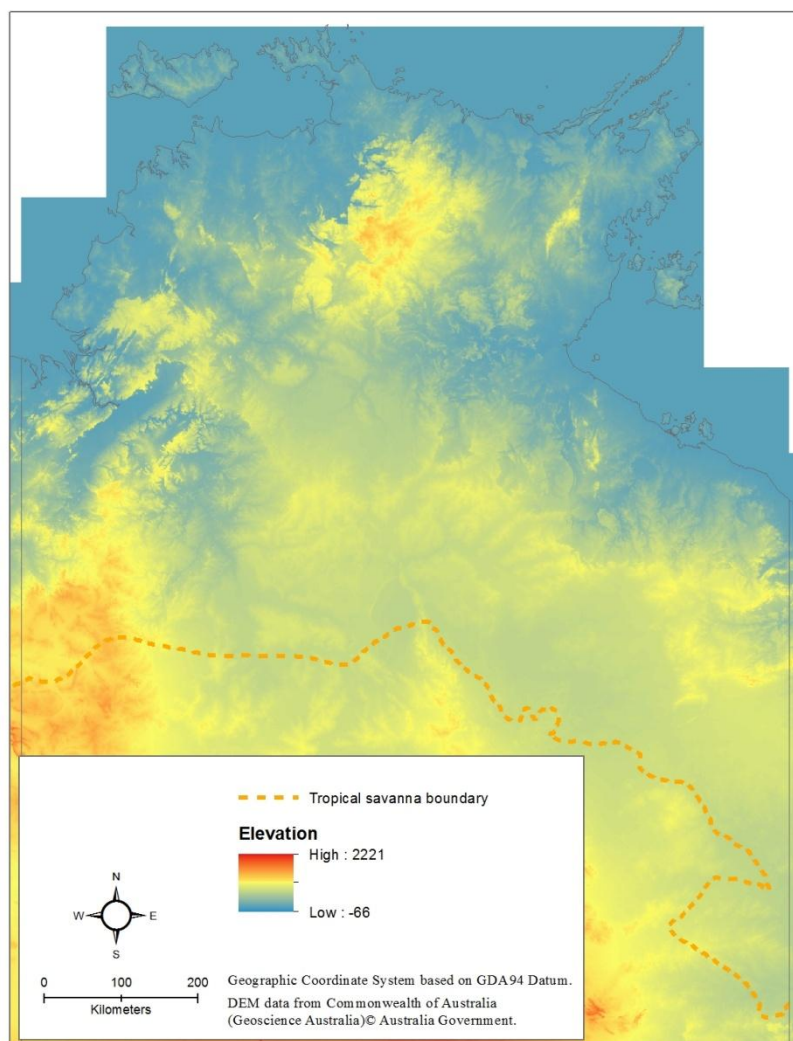 Tropical savanna boundary
Elevation
High : 2221
Low : -66
N
W
E
S
0
100
200
Kilometers
Geographic Coordinate System based on GDA94 Datum.
DEM data from Commonwealth of Australia
(Geoscience Australia)© Australia Government.